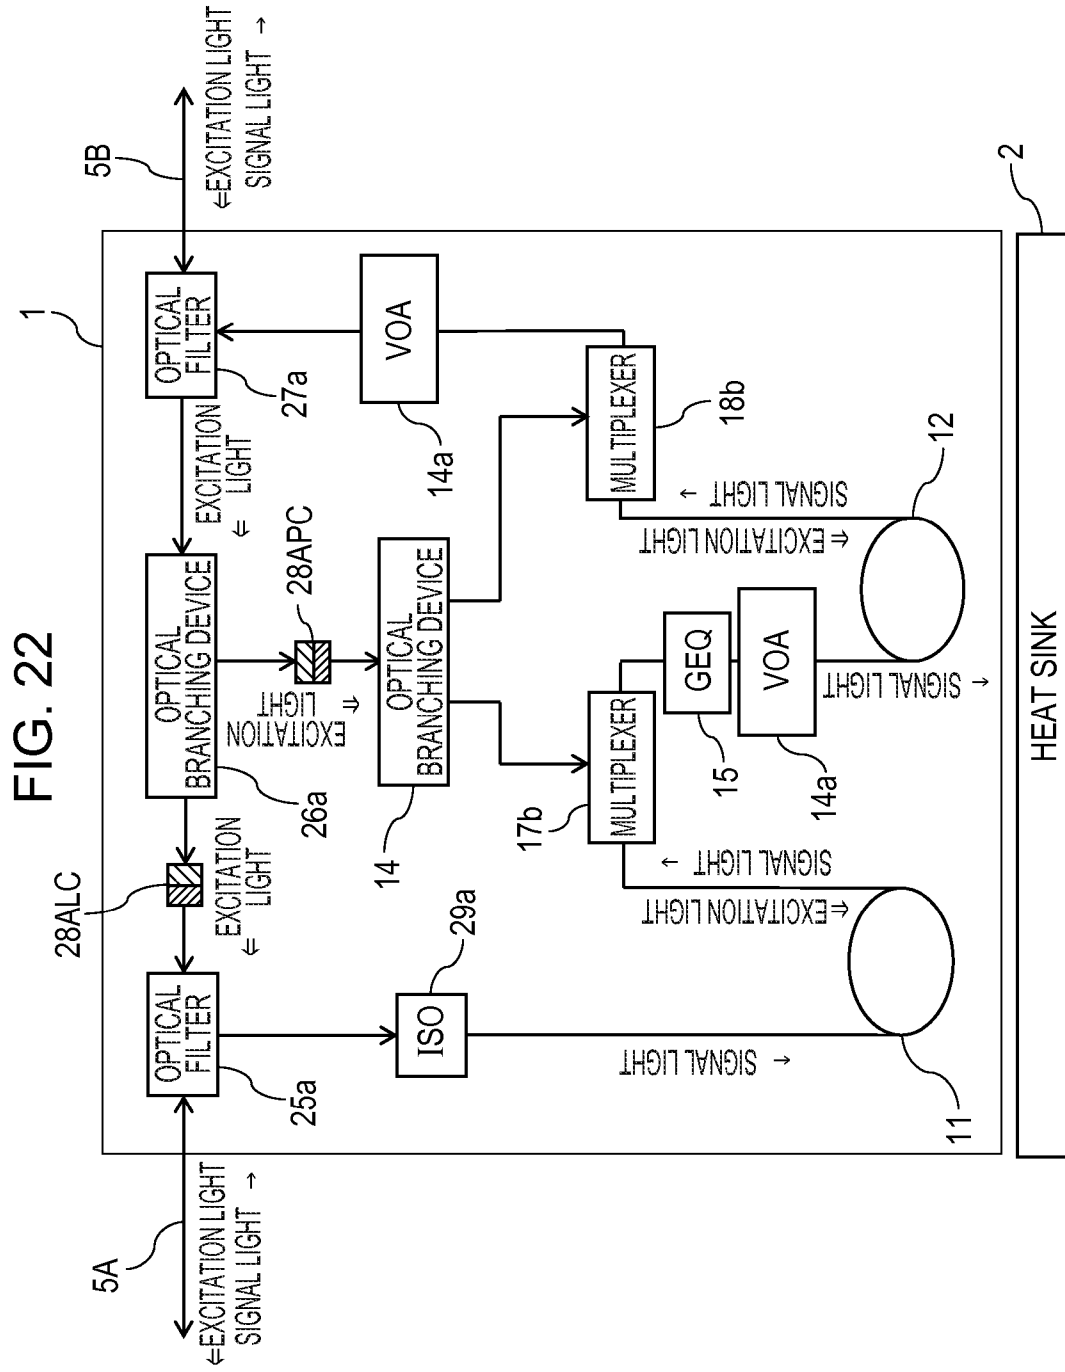 FIG. 22
5A
5B
⇐EXCITATION LIGHT
SIGNAL LIGHT →
⇐EXCITATION LIGHT
SIGNAL LIGHT →
1
OPTICAL
FILTER
25a
28ALC
EXCITATION
LIGHT
⇐
OPTICAL
BRANCHING DEVICE
26a
EXCITATION
LIGHT
⇐
OPTICAL
FILTER
27a
EXCITATION
LIGHT
⇐
28APC
ISO
29a
OPTICAL
BRANCHING DEVICE
14
VOA
14a
MULTIPLEXER
17b
MULTIPLEXER
18b
GEQ
15
VOA
14a
SIGNAL LIGHT →
SIGNAL LIGHT →
⇐EXCITATION LIGHT
SIGNAL LIGHT →
SIGNAL LIGHT →
⇐EXCITATION LIGHT
11
12
HEAT SINK
2